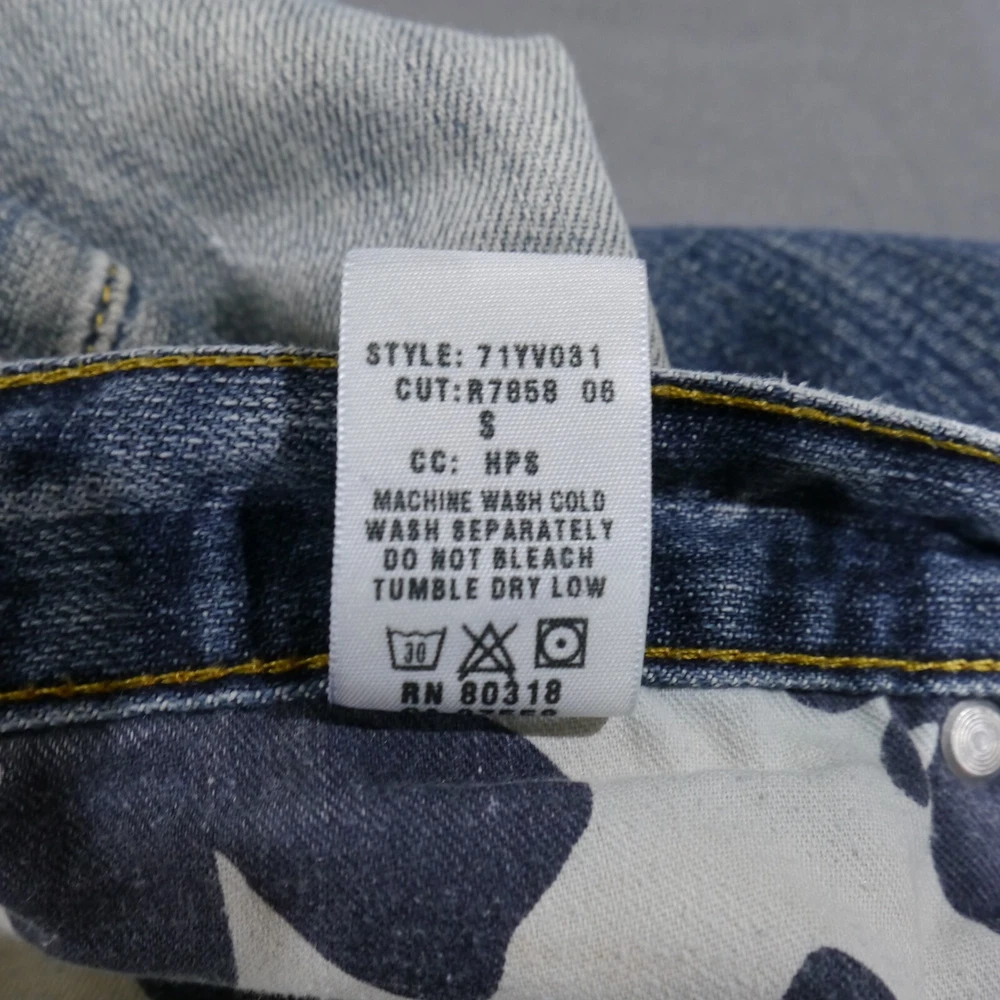 STYLE: 71YV031
CUT:R7858 06
S
CC: HPS
MACHINE WASH COLD
WASH SEPARATELY
DO NOT BLEACH
TUMBLE DRY LOW
30
RN 80318